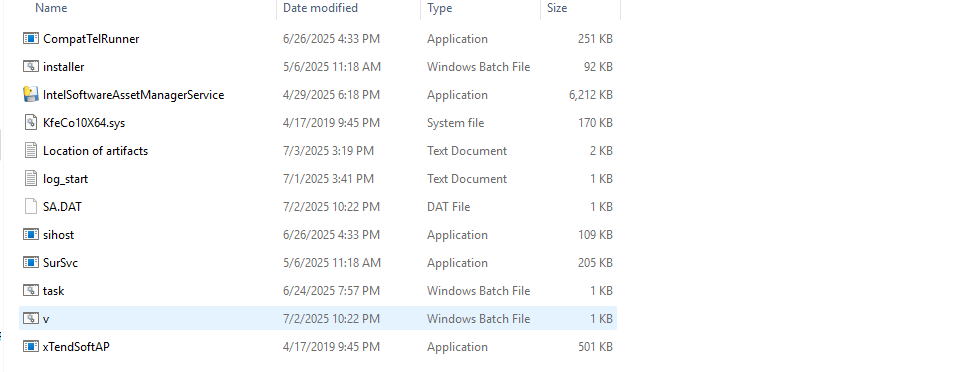 Name Date modified Type Size
CompatTelRunner 6/26/2025 4:33 PM Application 251 KB
installer 5/6/2025 11:18 AM Windows Batch File 92 KB
IntelSoftwareAssetManagerService 4/29/2025 6:18 PM Application 6,212 KB
KfeCo10X64.sys 4/17/2019 9:45 PM System file 170 KB
Location of artifacts 7/3/2025 3:19 PM Text Document 2 KB
log_start 7/1/2025 3:41 PM Text Document 1 KB
SA.DAT 7/2/2025 10:22 PM DAT File 1 KB
sihost 6/26/2025 4:33 PM Application 109 KB
SurSvc 5/6/2025 11:18 AM Application 205 KB
task 6/24/2025 7:57 PM Windows Batch File 1 KB
v 7/2/2025 10:22 PM Windows Batch File 1 KB
xTendSoftAP 4/17/2019 9:45 PM Application 501 KB